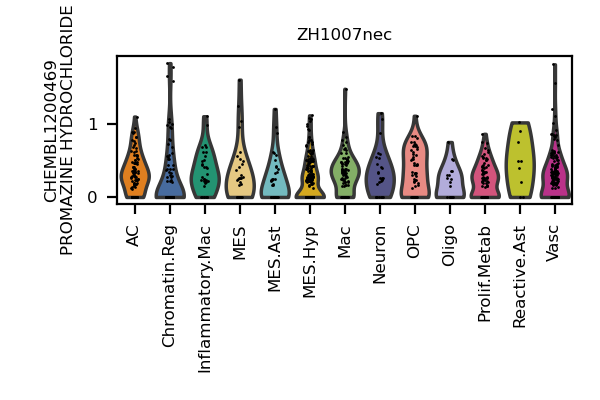 ZH1007nec
CHEMBL1200469
PROMAZINE HYDROCHLORIDE
1
0
AC
Chromatin.Reg
Inflammatory.Mac
MES
MES.Ast
MES.Hyp
Mac
Neuron
OPC
Oligo
Prolif.Metab
Reactive.Ast
Vasc